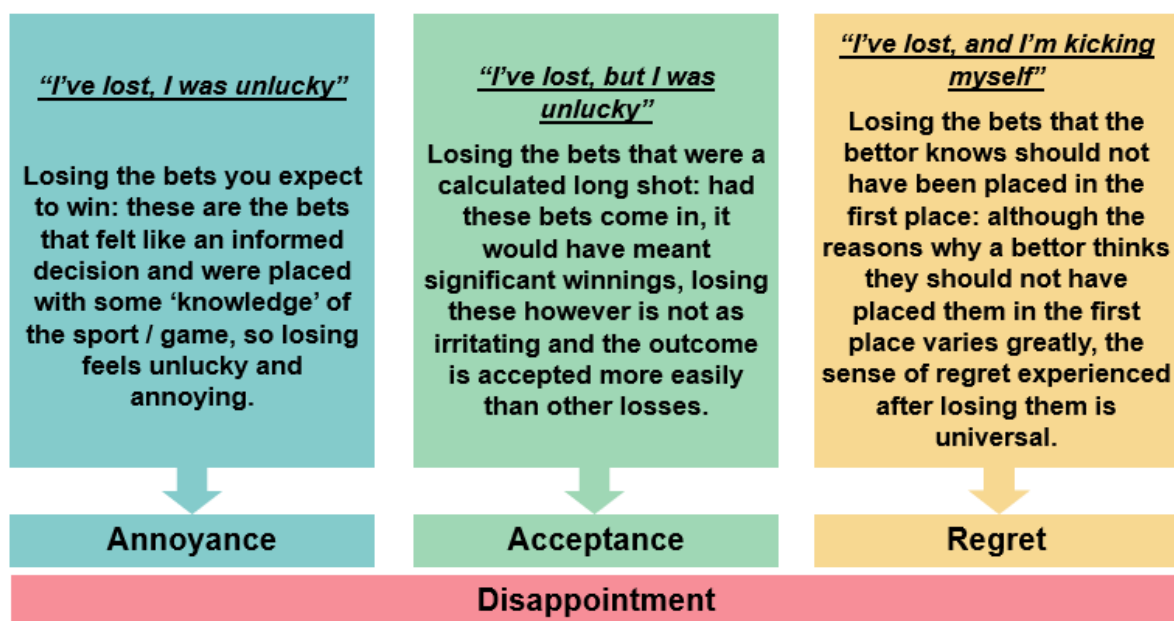 “I’ve lost, I was unlucky”
Losing the bets you expect
to win: these are the bets
that felt like an informed
decision and were placed
with some ‘knowledge’ of
the sport / game, so losing
feels unlucky and
annoying.
Annoyance
“I’ve lost, but I was
unlucky”
Losing the bets that were a
calculated long shot: had
these bets come in, it
would have meant
significant winnings, losing
these however is not as
irritating and the outcome
is accepted more easily
than other losses.
Acceptance
“I’ve lost, and I’m kicking
myself”
Losing the bets that the
bettor knows should not
have been placed in the
first place: although the
reasons why a bettor thinks
they should not have
placed them in the first
place varies greatly, the
sense of regret experienced
after losing them is
universal.
Regret
Disappointment